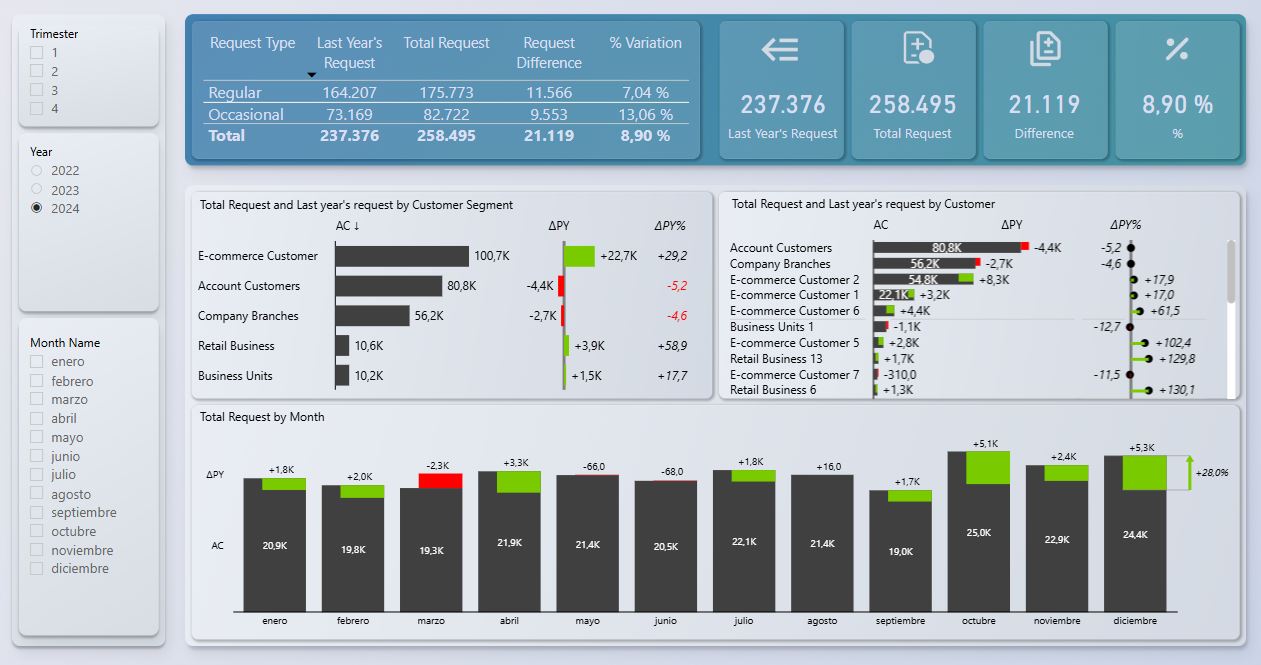 Trimester
1
2
3
4
Year
2022
2023
2024
Month Name
enero
febrero
marzo
abril
mayo
junio
julio
agosto
septiembre
octubre
noviembre
diciembre
Request Type Last Year's Request Total Request Request Difference % Variation
Regular 164.207 175.773 11.566 7,04 %
Occasional 73.169 82.722 9.553 13,06 %
Total 237.376 258.495 21.119 8,90 %
237.376
Last Year's Request
258.495
Total Request
21.119
Difference
8,90 %
%
Total Request and Last year's request by Customer Segment
AC ↓ ΔPY ΔPY%
E-commerce Customer 100,7K +22,7K +29,2
Account Customers 80,8K -4,4K -5,2
Company Branches 56,2K -2,7K -4,6
Retail Business 10,6K +3,9K +58,9
Business Units 10,2K +1,5K +17,7
Total Request and Last year's request by Customer
AC ΔPY ΔPY%
Account Customers 80,8K -4,4K -5,2
Company Branches 56,2K -2,7K -4,6
E-commerce Customer 2 54,8K +8,3K +17,9
E-commerce Customer 1 22,1K +3,2K +17,0
E-commerce Customer 6 +4,4K +61,5
Business Units 1 -1,1K -12,7
E-commerce Customer 5 +2,8K +102,4
Retail Business 13 +1,7K +129,8
E-commerce Customer 7 -310,0 -11,5
Retail Business 6 +1,3K +130,1
Total Request by Month
ΔPY +1,8K +2,0K -2,3K +3,3K -66,0 -68,0 +1,8K +16,0 +1,7K +5,1K +2,4K +5,3K +28,0%
AC 20,9K 19,8K 19,3K 21,9K 21,4K 20,5K 22,1K 21,4K 19,0K 25,0K 22,9K 24,4K
enero febrero marzo abril mayo junio julio agosto septiembre octubre noviembre diciembre